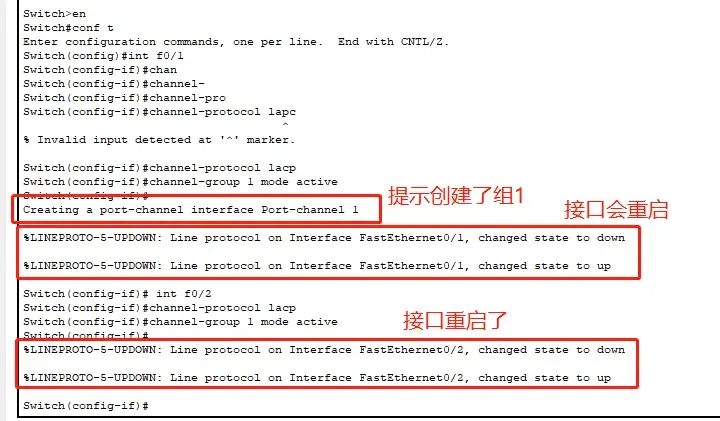 Switch>en
Switch#conf t
Enter configuration commands, one per line.  End with CNTL/Z.
Switch(config)#int f0/1
Switch(config-if)#chan
Switch(config-if)#channel-
Switch(config-if)#channel-pro
Switch(config-if)#channel-protocol lapc
^
% Invalid input detected at '^' marker.
Switch(config-if)#channel-protocol lacp
Switch(config-if)#channel-group 1 mode active
Switch(config-if)#
Creating a port-channel interface Port-channel 1
提示创建了组1
接口会重启
%LINEPROTO-5-UPDOWN: Line protocol on Interface FastEthernet0/1, changed state to down
%LINEPROTO-5-UPDOWN: Line protocol on Interface FastEthernet0/1, changed state to up
Switch(config-if)# int f0/2
Switch(config-if)#channel-protocol lacp
Switch(config-if)#channel-group 1 mode active
接口重启了
Switch(config-if)#
%LINEPROTO-5-UPDOWN: Line protocol on Interface FastEthernet0/2, changed state to down
%LINEPROTO-5-UPDOWN: Line protocol on Interface FastEthernet0/2, changed state to up
Switch(config-if)#